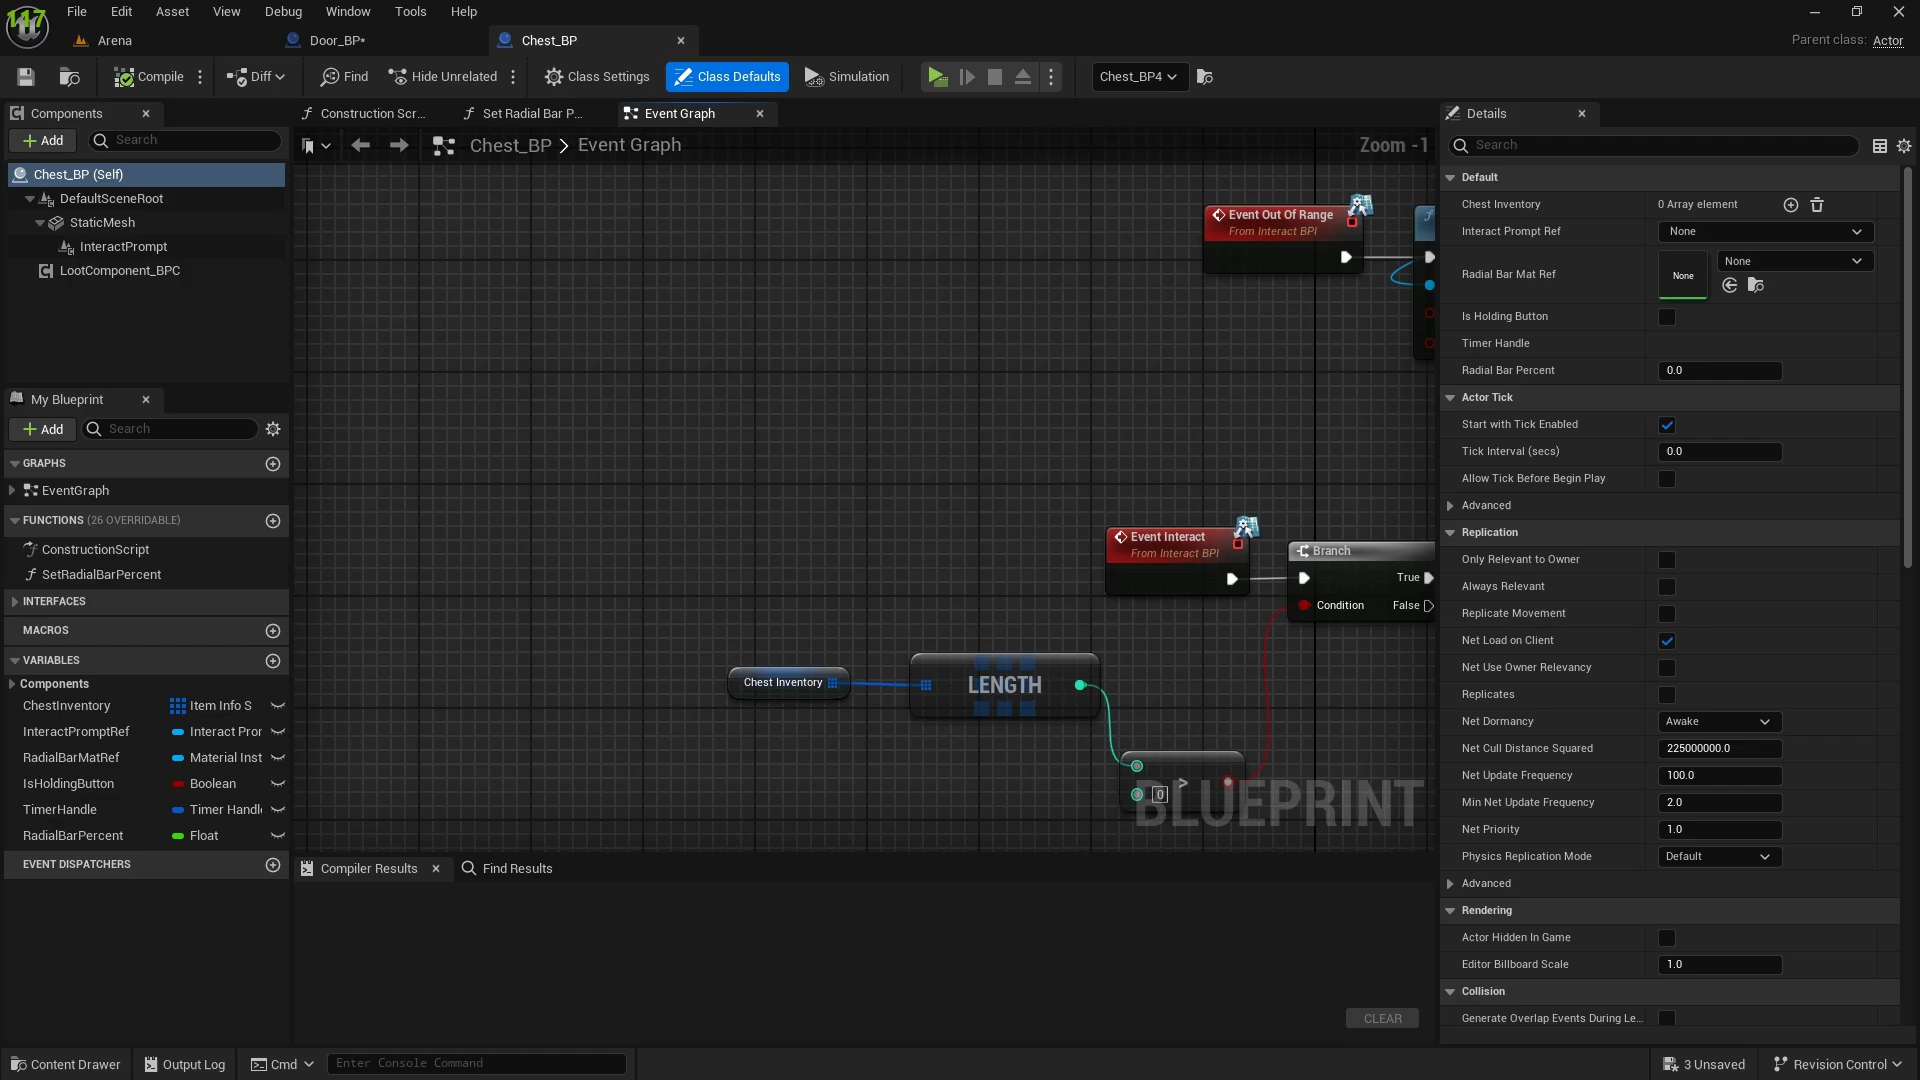 File Edit Asset View Debug Window Tools Help
Arena
Door_BP*
Chest_BP
Parent class: Actor
Compile
Diff
Find
Hide Unrelated
Class Settings
Class Defaults
Simulation
Chest_BP4
Components
Add
Search
Chest_BP (Self)
DefaultSceneRoot
StaticMesh
InteractPrompt
LootComponent_BPC
My Blueprint
Add
Search
GRAPHS
EventGraph
FUNCTIONS (26 OVERRIDABLE)
ConstructionScript
SetRadialBarPercent
INTERFACES
MACROS
VARIABLES
Components
ChestInventory Item Info S
InteractPromptRef Interact Pror
RadialBarMatRef Material Inst
IsHoldingButton Boolean
TimerHandle Timer Handle
RadialBarPercent Float
EVENT DISPATCHERS
Construction Scr...
Set Radial Bar P...
Event Graph
Chest_BP > Event Graph
Zoom -1
Event Out Of Range
From Interact BPI
Event Interact
From Interact BPI
Branch
True
Condition False
Chest Inventory
LENGTH
>
0
BLUEPRINT
Compiler Results
Find Results
CLEAR
Details
Search
Default
Chest Inventory 0 Array element
Interact Prompt Ref None
Radial Bar Mat Ref None None
Is Holding Button
Timer Handle
Radial Bar Percent 0.0
Actor Tick
Start with Tick Enabled
Tick Interval (secs) 0.0
Allow Tick Before Begin Play
Advanced
Replication
Only Relevant to Owner
Always Relevant
Replicate Movement
Net Load on Client
Net Use Owner Relevancy
Replicates
Net Dormancy Awake
Net Cull Distance Squared 225000000.0
Net Update Frequency 100.0
Min Net Update Frequency 2.0
Net Priority 1.0
Physics Replication Mode Default
Advanced
Rendering
Actor Hidden In Game
Editor Billboard Scale 1.0
Collision
Generate Overlap Events During Le...
Content Drawer
Output Log
Cmd
Enter Console Command
3 Unsaved
Revision Control